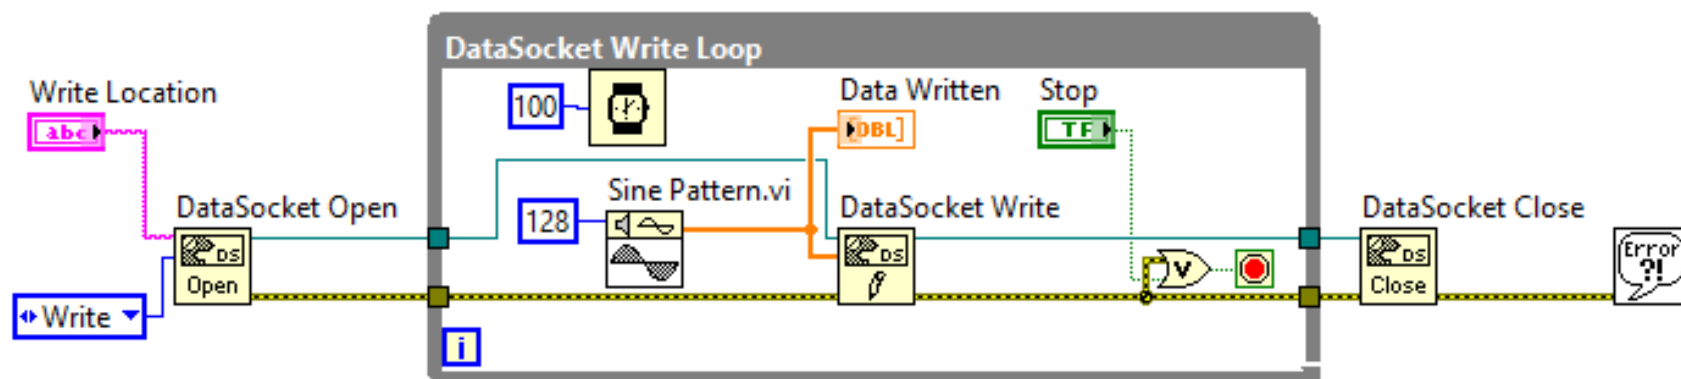 DataSocket Write Loop
Write Location
abc
100
Data Written
DBL]
Stop
TF
Sine Pattern.vi
128
DataSocket Open
DS
Open
Write
DataSocket Write
DS
V
DataSocket Close
DS
Close
Error
?!
i